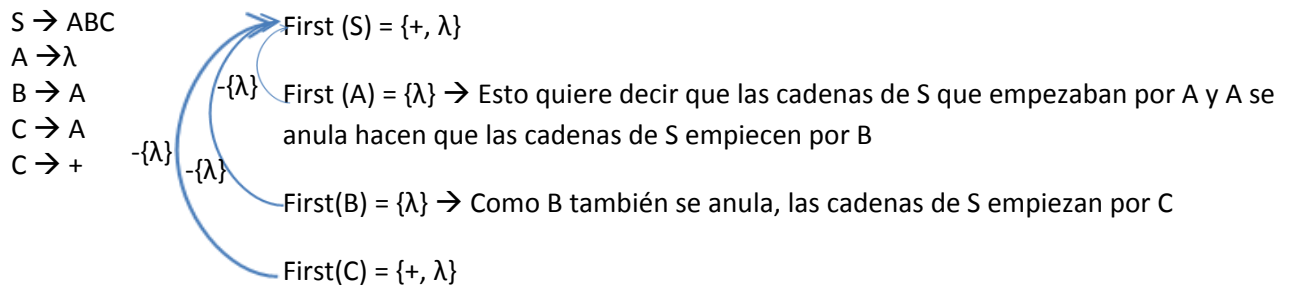 S → ABC
A →λ
B → A
C → A
C → +
First (S) = {+, λ}
-{λ}
First (A) = {λ} → Esto quiere decir que las cadenas de S que empezaban por A y A se
anula hacen que las cadenas de S empiecen por B
-{λ}
-{λ}
First(B) = {λ} → Como B también se anula, las cadenas de S empiezan por C
First(C) = {+, λ}